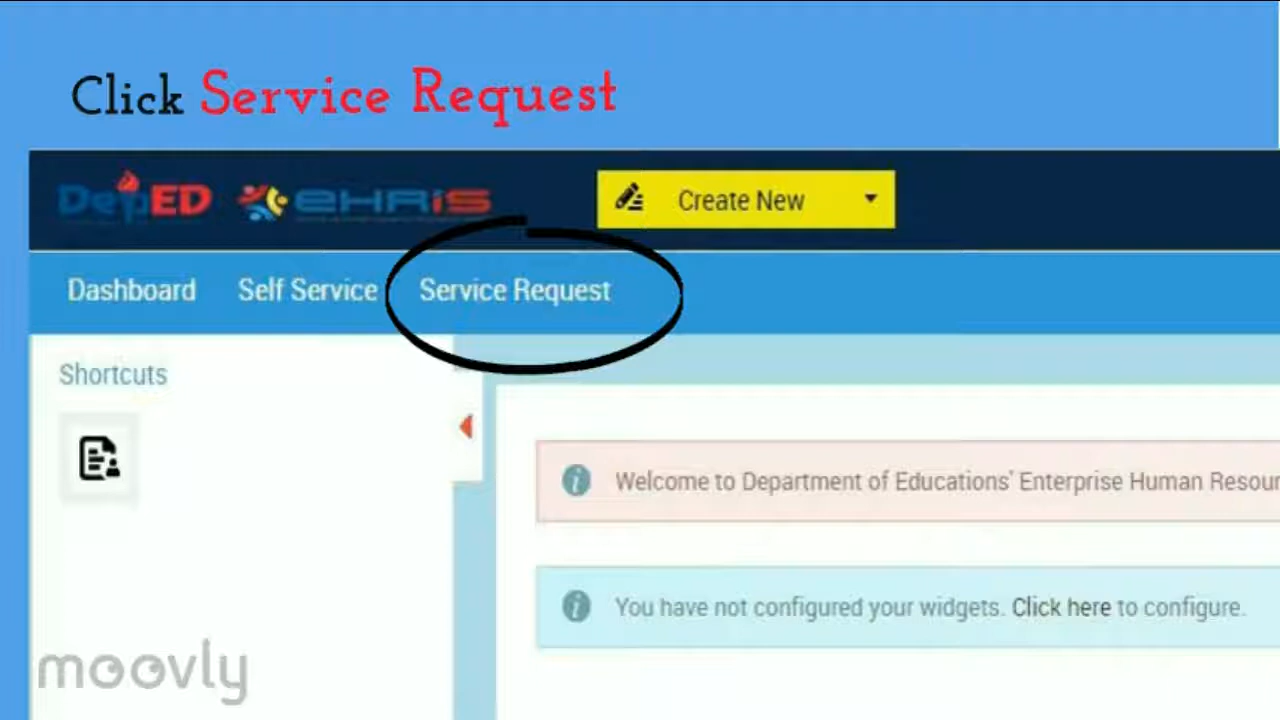 Click Service Request
DepED eHRiS
Create New
Dashboard Self Service Service Request
Shortcuts
Welcome to Department of Educations' Enterprise Human Resour
You have not configured your widgets. Click here to configure.
moovly